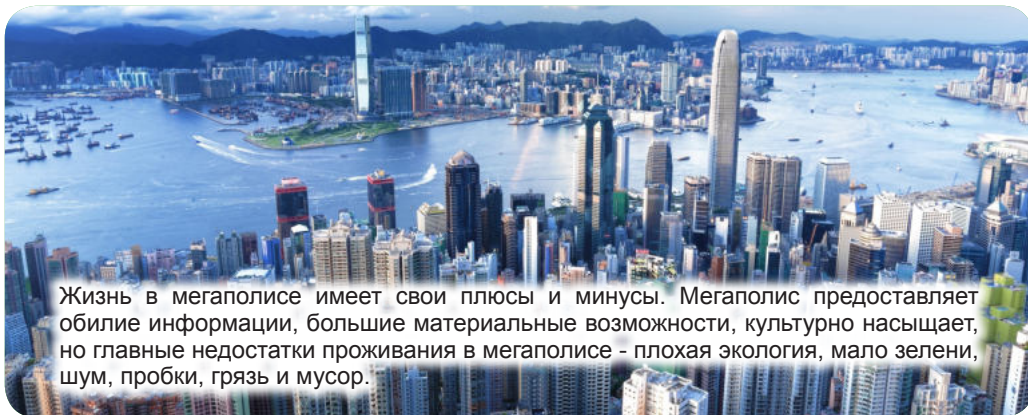 Жизнь в мегаполисе имеет свои плюсы и минусы. Мегаполис предоставляет
обилие информации, большие материальные возможности, культурно насыщает,
но главные недостатки проживания в мегаполисе - плохая экология, мало зелени,
шум, пробки, грязь и мусор.